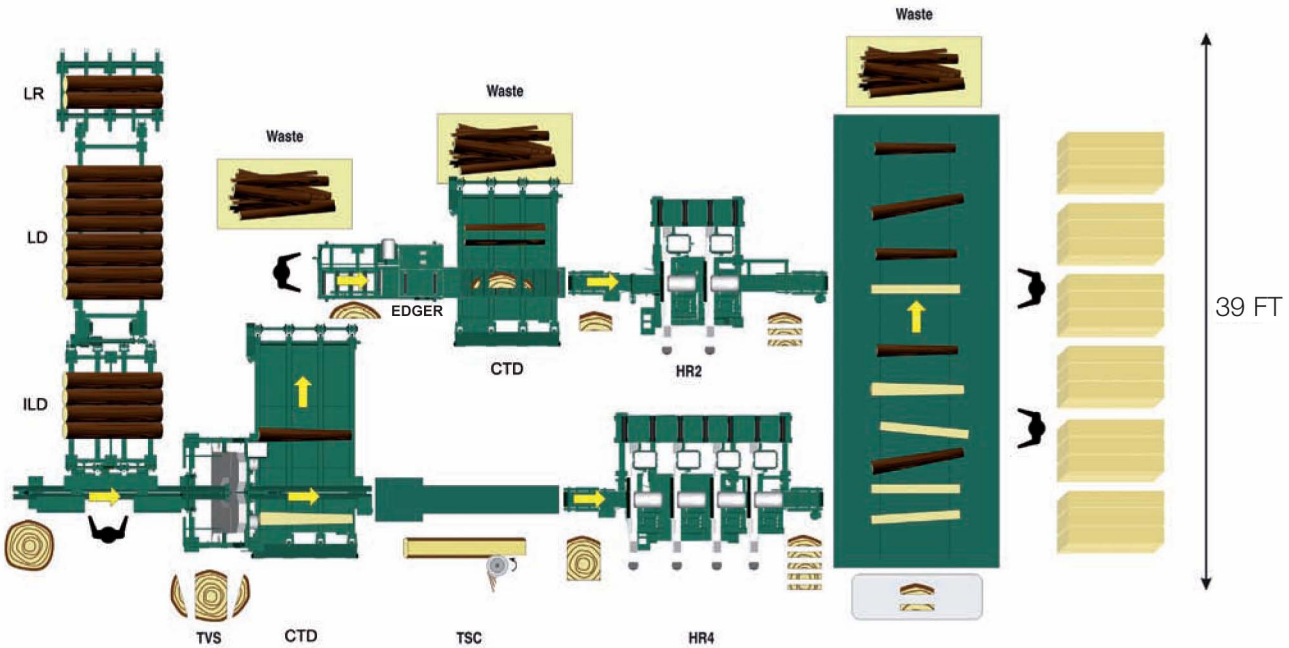 Waste
Waste
Waste
LR
LD
ILD
EDGER
CTD
HR2
39 FT
TVS
CTD
TSC
HR4